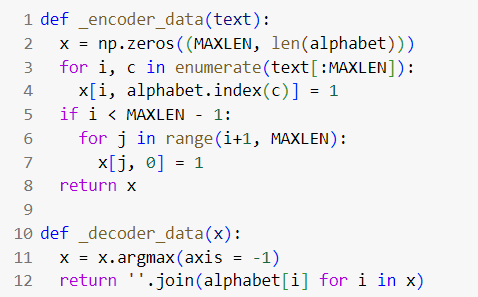 1 def _encoder_data(text):
2   x = np.zeros((MAXLEN, len(alphabet)))
3   for i, c in enumerate(text[:MAXLEN]):
4     x[i, alphabet.index(c)] = 1
5   if i < MAXLEN - 1:
6     for j in range(i+1, MAXLEN):
7       x[j, 0] = 1
8   return x
9
10 def _decoder_data(x):
11   x = x.argmax(axis = -1)
12   return ''.join(alphabet[i] for i in x)